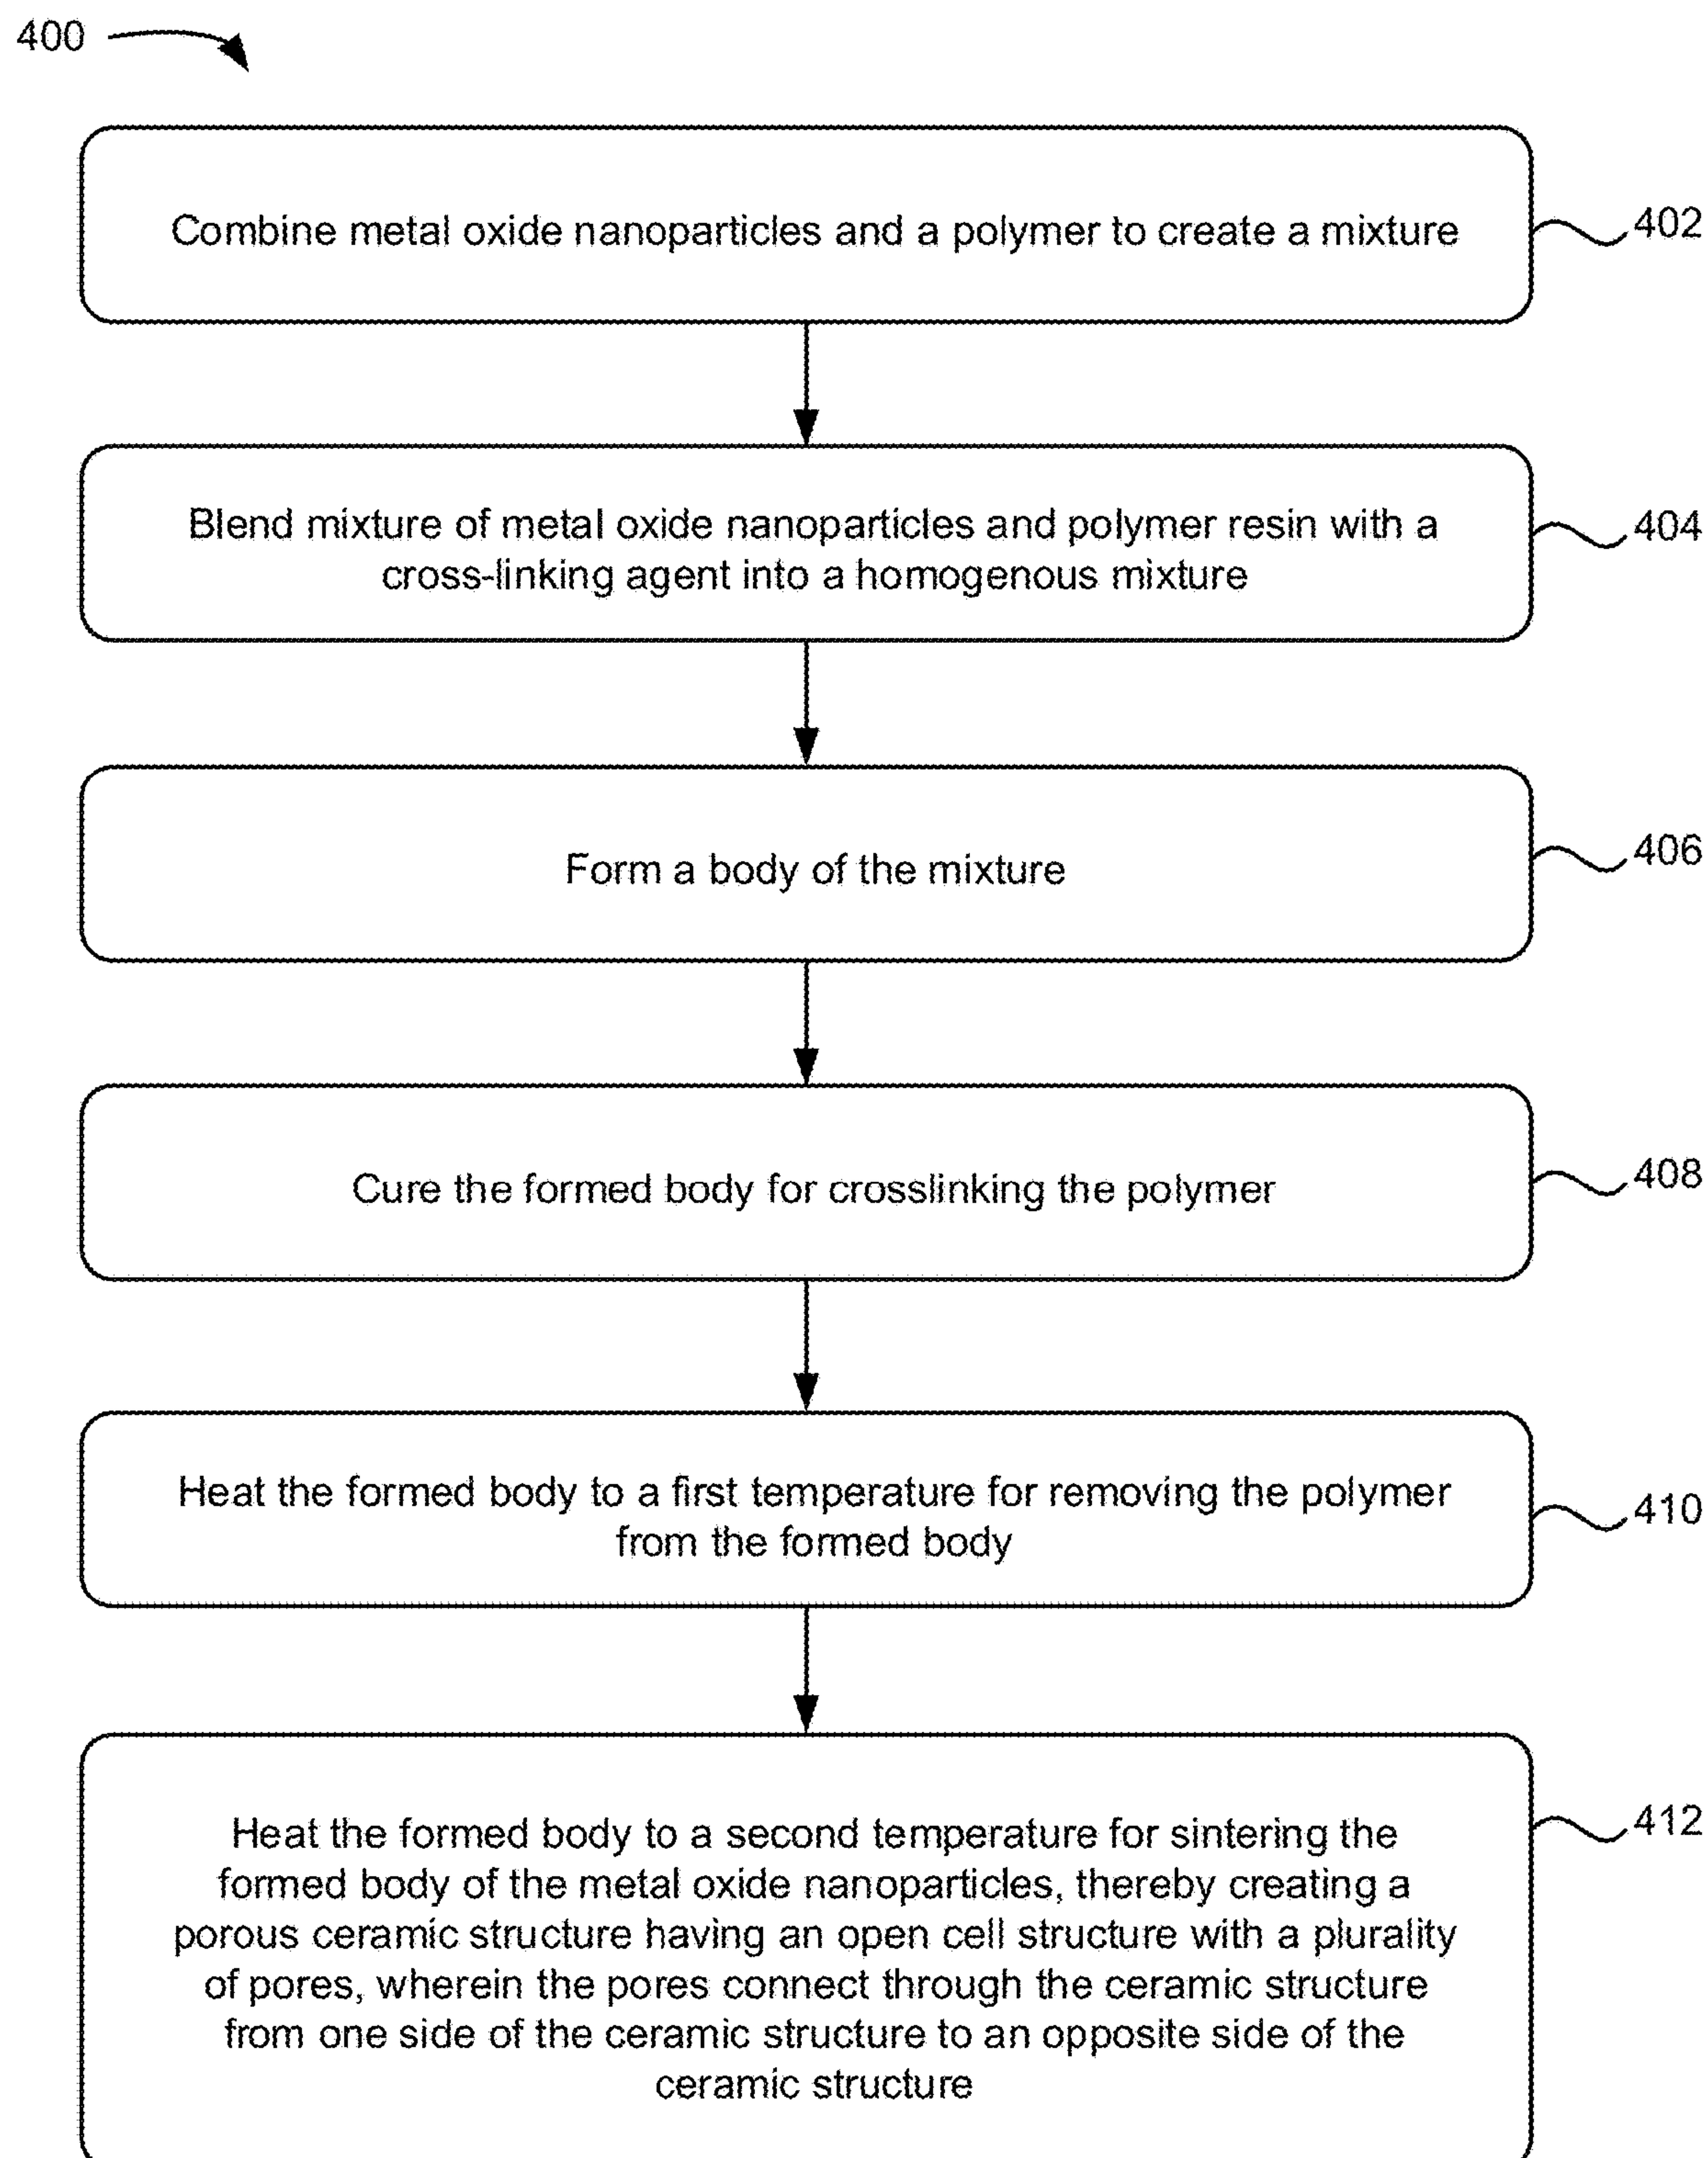 400
Combine metal oxide nanoparticles and a polymer to create a mixture
402
Blend mixture of metal oxide nanoparticles and polymer resin with a
cross-linking agent into a homogenous mixture
404
Form a body of the mixture
406
Cure the formed body for crosslinking the polymer
408
Heat the formed body to a first temperature for removing the polymer
from the formed body
410
Heat the formed body to a second temperature for sintering the
formed body of the metal oxide nanoparticles, thereby creating a
porous ceramic structure having an open cell structure with a plurality
of pores, wherein the pores connect through the ceramic structure
from one side of the ceramic structure to an opposite side of the
ceramic structure
412